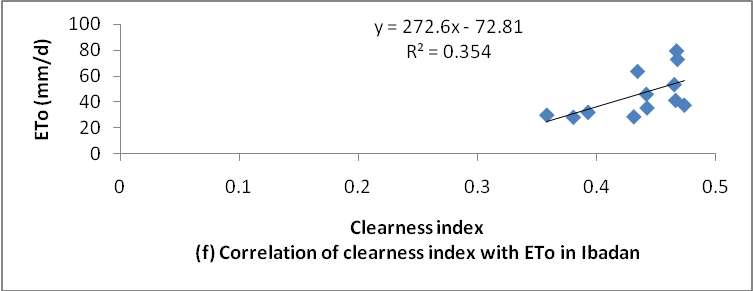 y = 272.6x - 72.81
R² = 0.354
ETo (mm/d)
100
80
60
40
20
0
0 0.1 0.2 0.3 0.4 0.5
Clearness index
(f) Correlation of clearness index with ETo in Ibadan